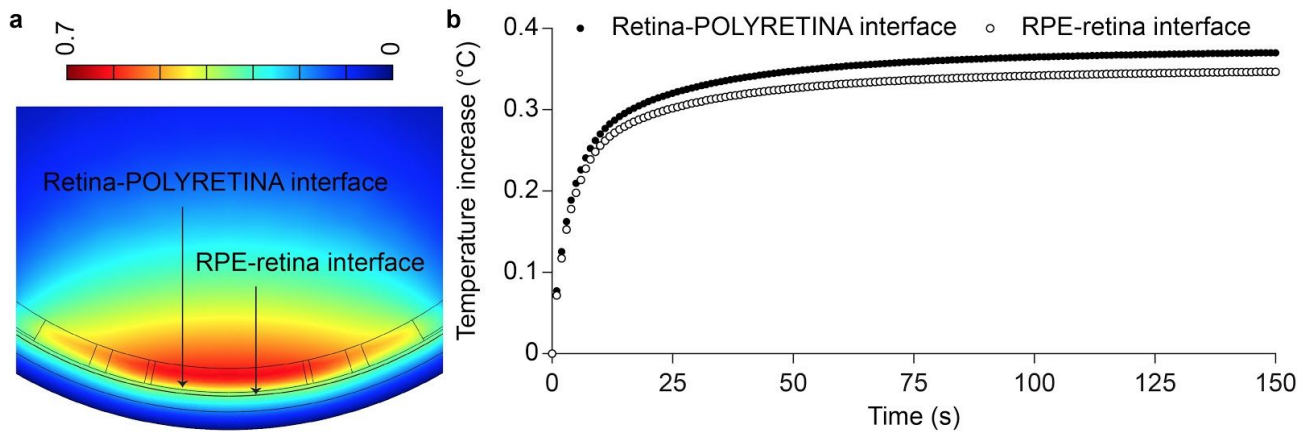 a
0.7
0
Retina-POLYRETINA interface
RPE-retina interface
b
Retina-POLYRETINA interface
RPE-retina interface
Temperature increase (°C)
0.4
0.3
0.2
0.1
0
0
25
50
75
100
125
150
Time (s)